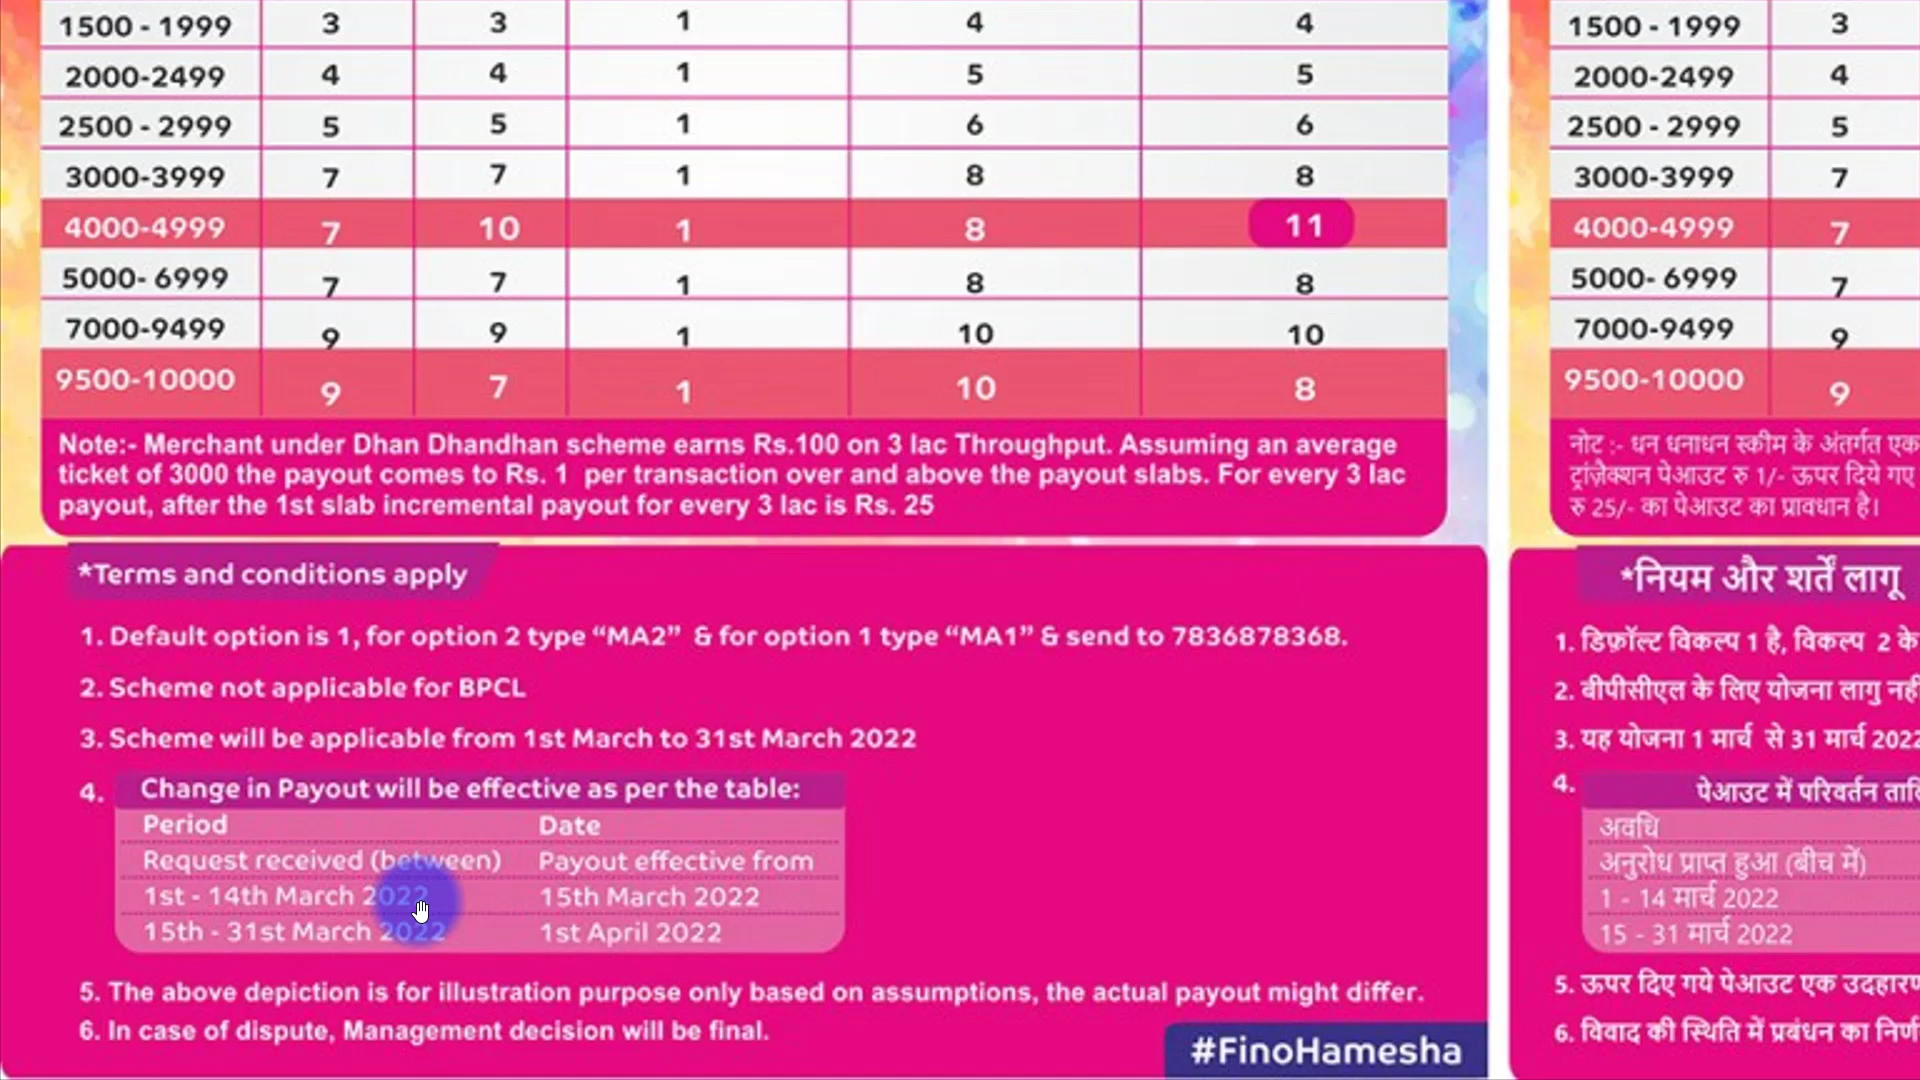 1500 - 1999 3 3 1 4 4
2000-2499 4 4 1 5 5
2500 - 2999 5 5 1 6 6
3000-3999 7 7 1 8 8
4000-4999 7 10 1 8 11
5000- 6999 7 7 1 8 8
7000-9499 9 9 1 10 10
9500-10000 9 7 1 10 8
Note:- Merchant under Dhan Dhandhan scheme earns Rs.100 on 3 lac Throughput. Assuming an average
ticket of 3000 the payout comes to Rs. 1 per transaction over and above the payout slabs. For every 3 lac
payout, after the 1st slab incremental payout for every 3 lac is Rs. 25
*Terms and conditions apply
1. Default option is 1, for option 2 type “MA2” & for option 1 type “MA1” & send to 7836878368.
2. Scheme not applicable for BPCL
3. Scheme will be applicable from 1st March to 31st March 2022
4. Change in Payout will be effective as per the table:
Period Date
Request received (between) Payout effective from
1st - 14th March 2022 15th March 2022
15th - 31st March 2022 1st April 2022
5. The above depiction is for illustration purpose only based on assumptions, the actual payout might differ.
6. In case of dispute, Management decision will be final.
#FinoHamesha
1500 - 1999 3
2000-2499 4
2500 - 2999 5
3000-3999 7
4000-4999 7
5000- 6999 7
7000-9499 9
9500-10000 9
नोट :- धन धनाधन स्कीम के अंतर्गत एक
ट्रांज़ैक्शन पेआउट रु 1/- ऊपर दिये गए
रु 25/- का पेआउट का प्रावधान है।
*नियम और शर्तें लागू
1. डिफ़ॉल्ट विकल्प 1 है, विकल्प 2 के
2. बीपीसीएल के लिए योजना लागू नहीं
3. यह योजना 1 मार्च से 31 मार्च 2022
4. पेआउट में परिवर्तन
अवधि
अनुरोध प्राप्त हुआ (बीच में)
1 - 14 मार्च 2022
15 - 31 मार्च 2022
5. ऊपर दिए गये पेआउट एक
6. विवाद की स्थिति में प्रबंधन का